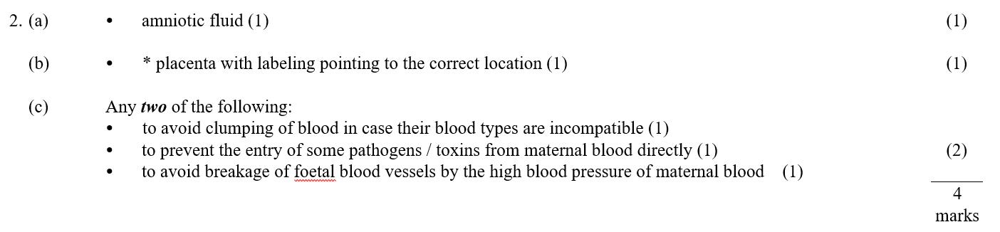 2. (a) • amniotic fluid (1) (1)
(b) • * placenta with labeling pointing to the correct location (1) (1)
(c) Any two of the following:
• to avoid clumping of blood in case their blood types are incompatible (1)
• to prevent the entry of some pathogens / toxins from maternal blood directly (1) (2)
• to avoid breakage of foetal blood vessels by the high blood pressure of maternal blood (1)
4
marks